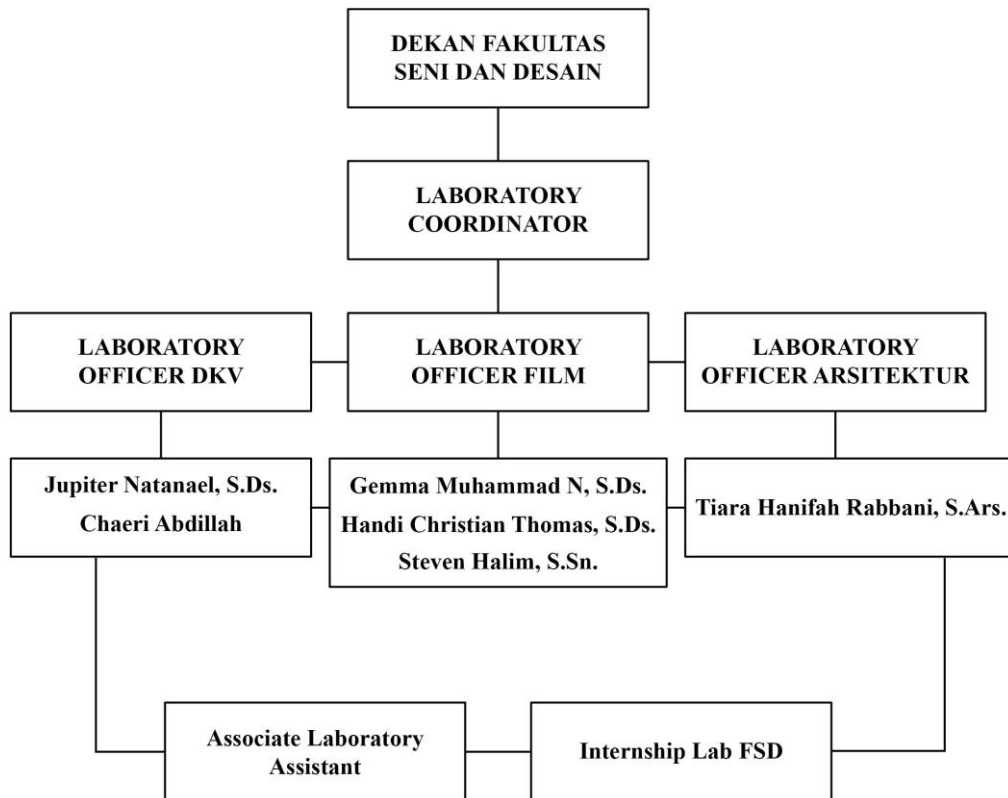 DEKAN FAKULTAS
SENI DAN DESAIN
LABORATORY
COORDINATOR
LABORATORY
OFFICER DKV
LABORATORY
OFFICER FILM
LABORATORY
OFFICER ARSITEKTUR
Jupiter Natanael, S.Ds.
Chaeri Abdillah
Gemma Muhammad N, S.Ds.
Handi Christian Thomas, S.Ds.
Steven Halim, S.Sn.
Tiara Hanifah Rabbani, S.Ars.
Associate Laboratory
Assistant
Internship Lab FSD